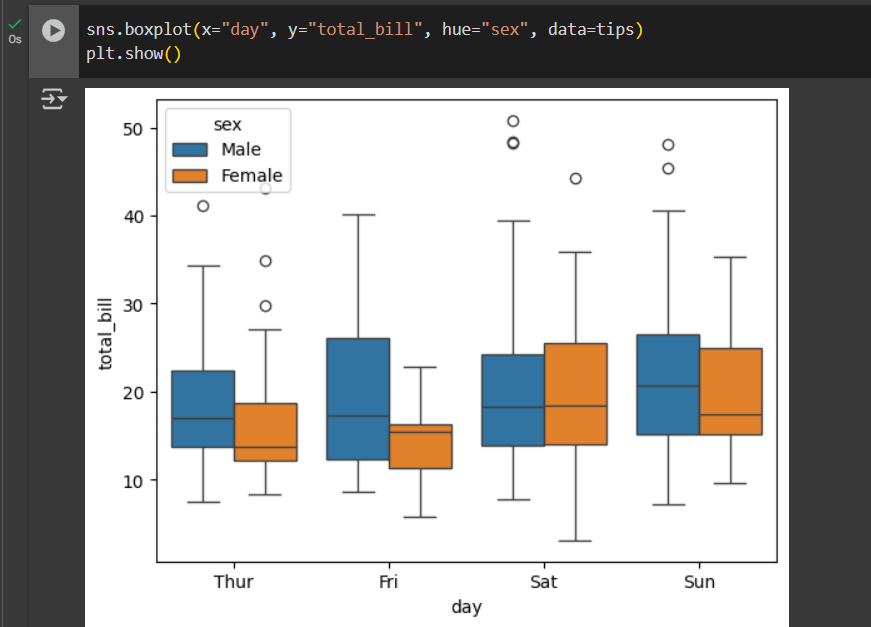 sns.boxplot(x="day", y="total_bill", hue="sex", data=tips)
plt.show()
0s
sex
Male
Female
50
40
30
20
10
total_bill
Thur Fri Sat Sun
day